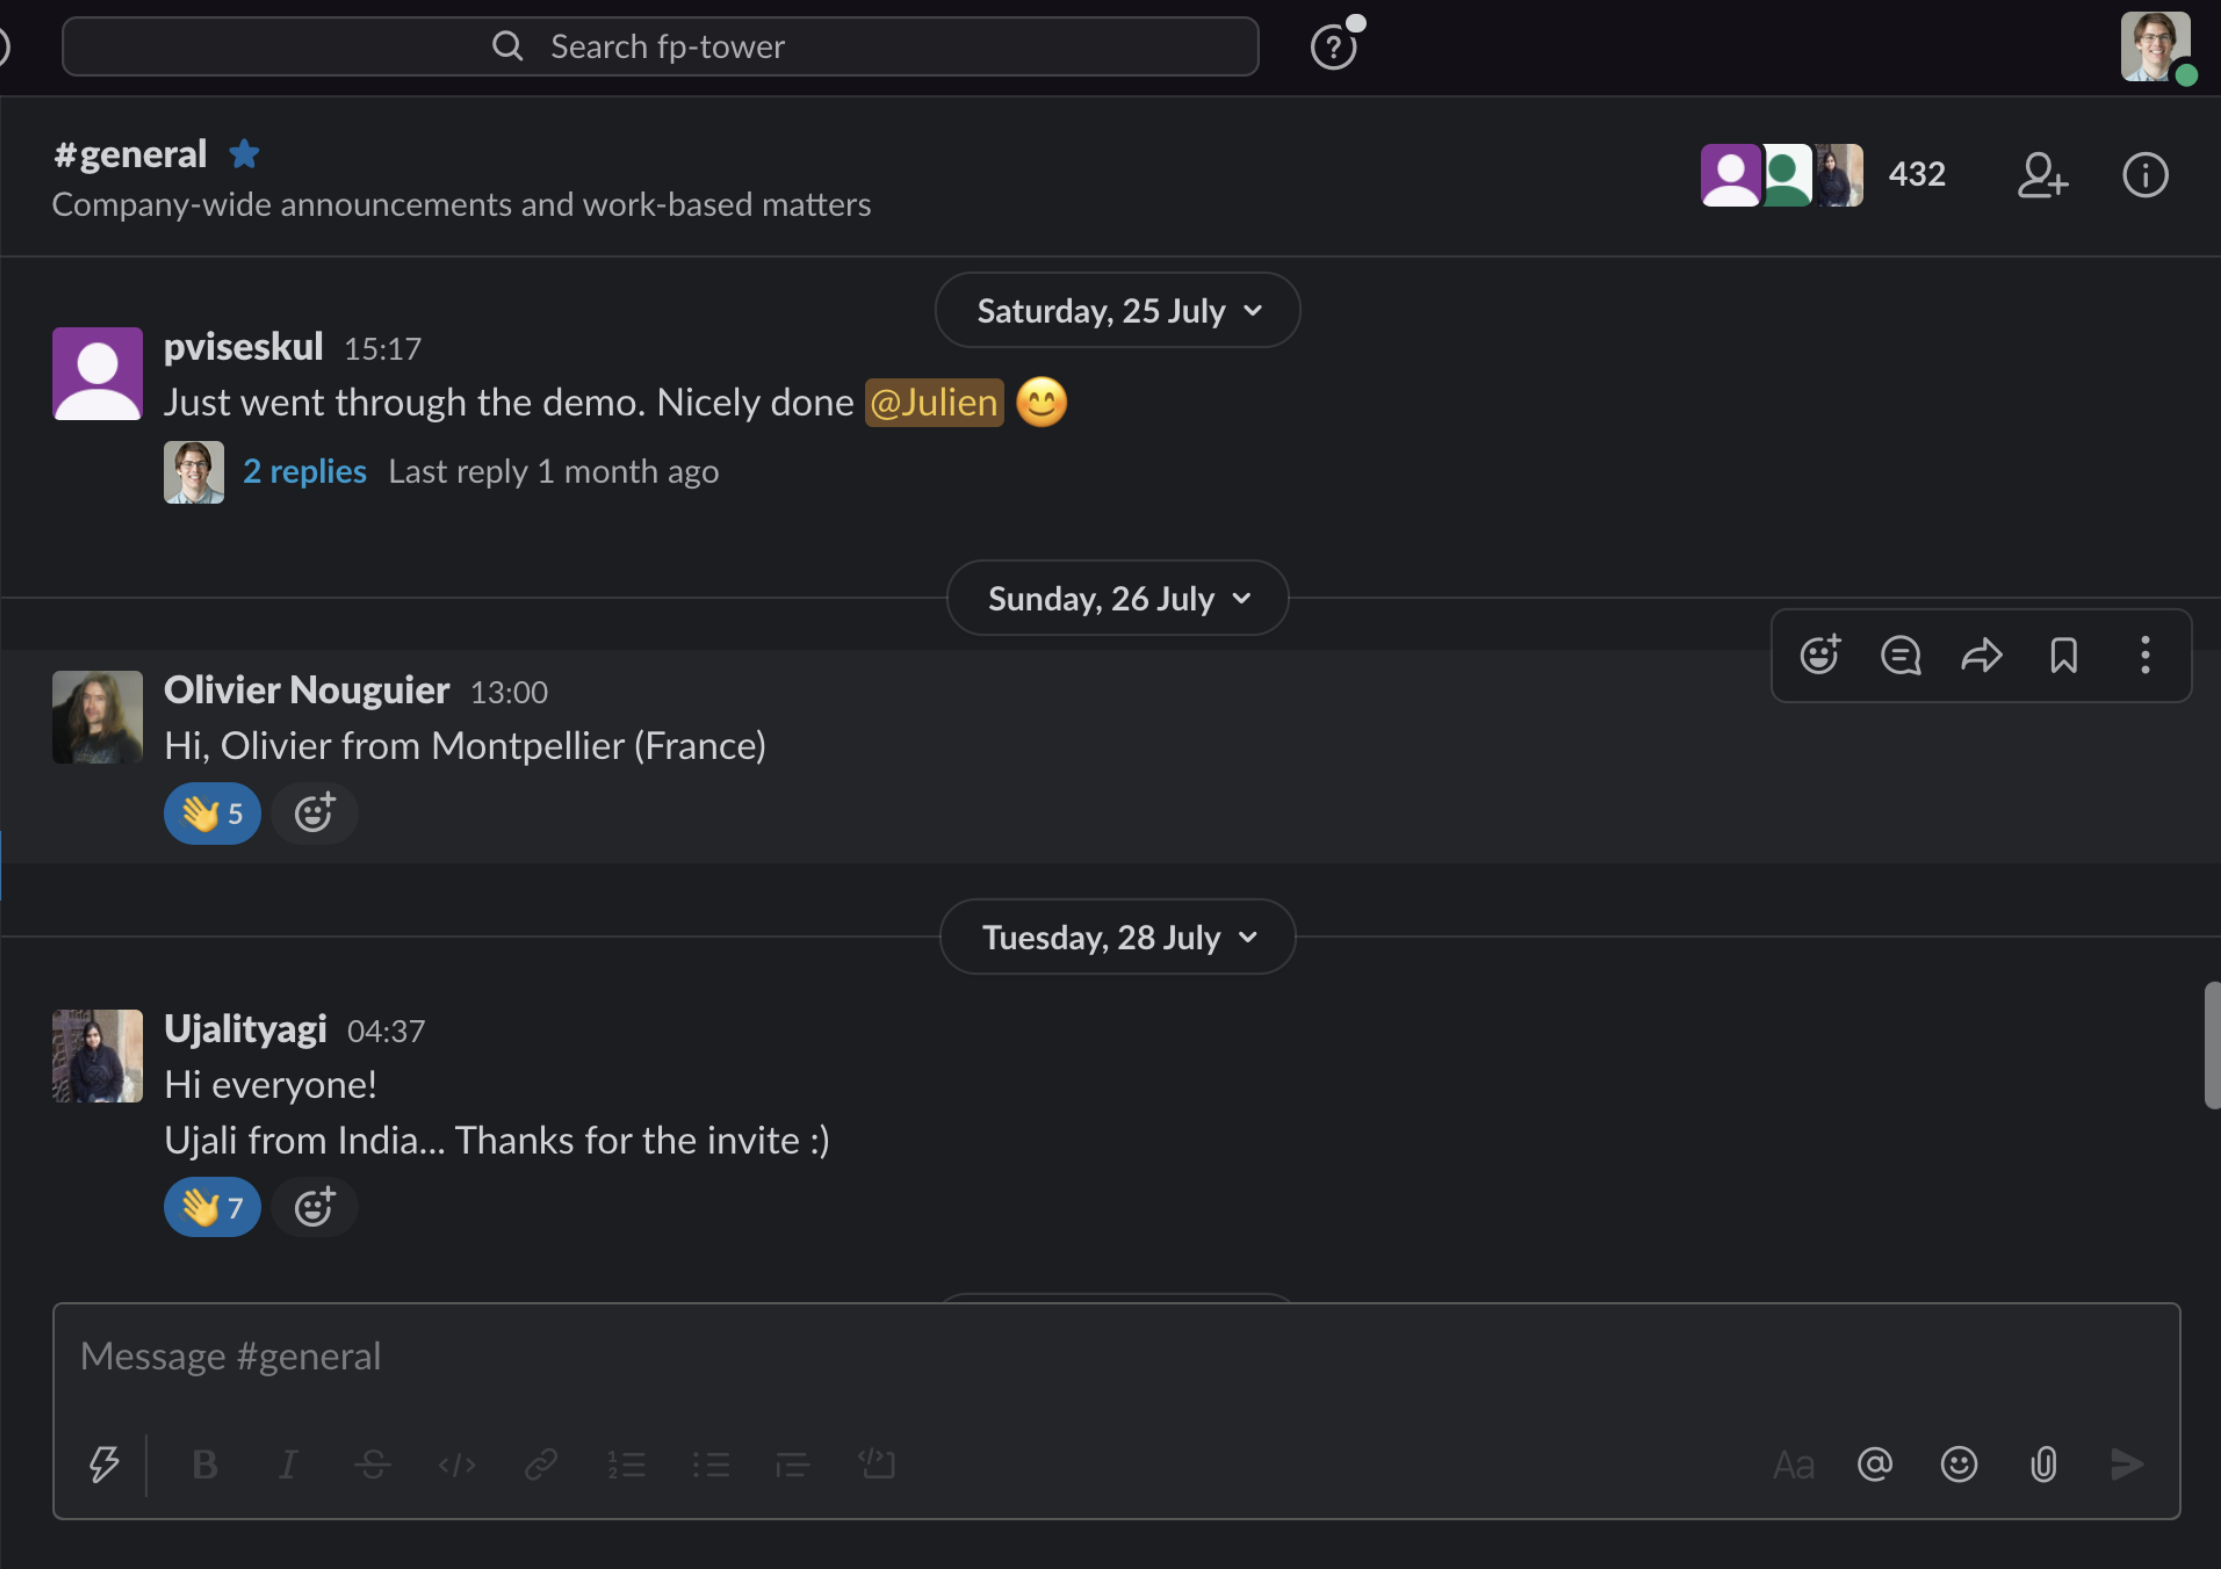 Search fp-tower
#general
Company-wide announcements and work-based matters
432
Saturday, 25 July
pviseskul 15:17
Just went through the demo. Nicely done @Julien 😊
2 replies Last reply 1 month ago
Sunday, 26 July
Olivier Nouguier 13:00
Hi, Olivier from Montpellier (France)
👋 5
Tuesday, 28 July
Ujalityagi 04:37
Hi everyone!
Ujali from India... Thanks for the invite :)
👋 7
Message #general
B I S </> Aa @